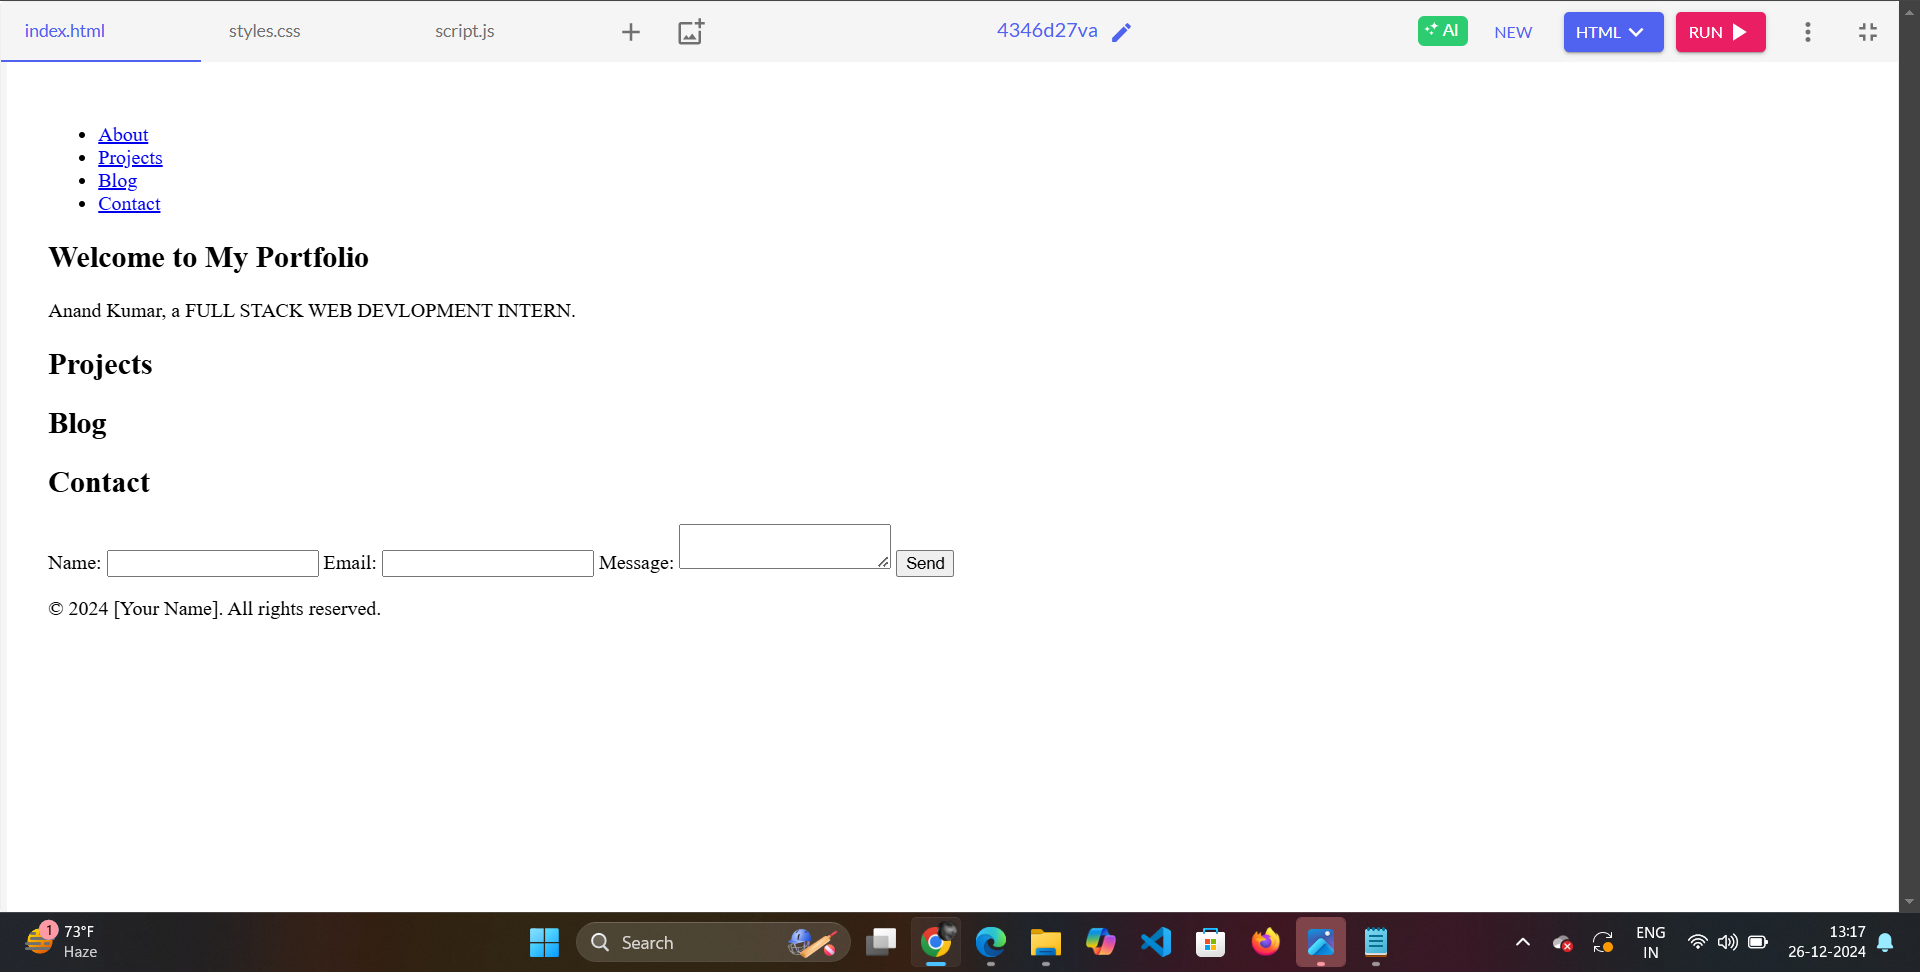 index.html styles.css script.js 4346d27va AI NEW HTML RUN
About
Projects
Blog
Contact
Welcome to My Portfolio
Anand Kumar, a FULL STACK WEB DEVLOPMENT INTERN.
Projects
Blog
Contact
Name: Email: Message: Send
© 2024 [Your Name]. All rights reserved.
1 73°F
Haze
Search
ENG
IN
13:17
26-12-2024